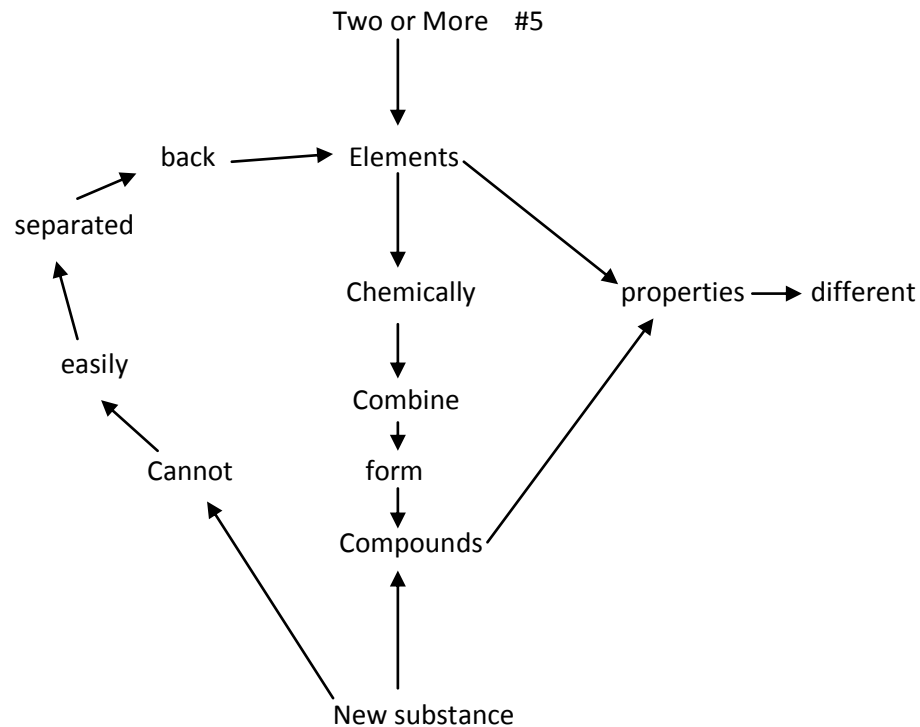 Two or More #5
back
Elements
separated
Chemically
properties
different
easily
Combine
Cannot
form
Compounds
New substance